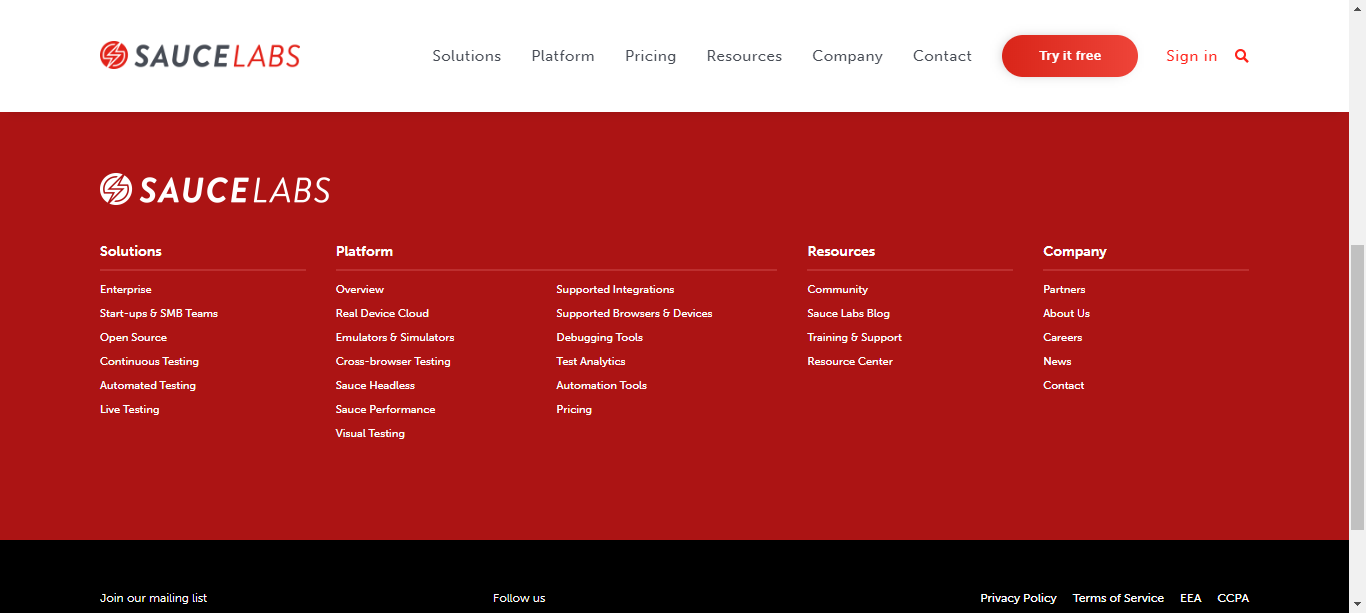 SAUCE LABS
Solutions
Platform
Pricing
Resources
Company
Contact
Try it free
Sign in
SAUCE LABS
Solutions
Enterprise
Start-ups & SMB Teams
Open Source
Continuous Testing
Automated Testing
Live Testing
Platform
Overview
Real Device Cloud
Emulators & Simulators
Cross-browser Testing
Sauce Headless
Sauce Performance
Visual Testing
Supported Integrations
Supported Browsers & Devices
Debugging Tools
Test Analytics
Automation Tools
Pricing
Resources
Community
Sauce Labs Blog
Training & Support
Resource Center
Company
Partners
About Us
Careers
News
Contact
Join our mailing list
Follow us
Privacy Policy
Terms of Service
EEA
CCPA